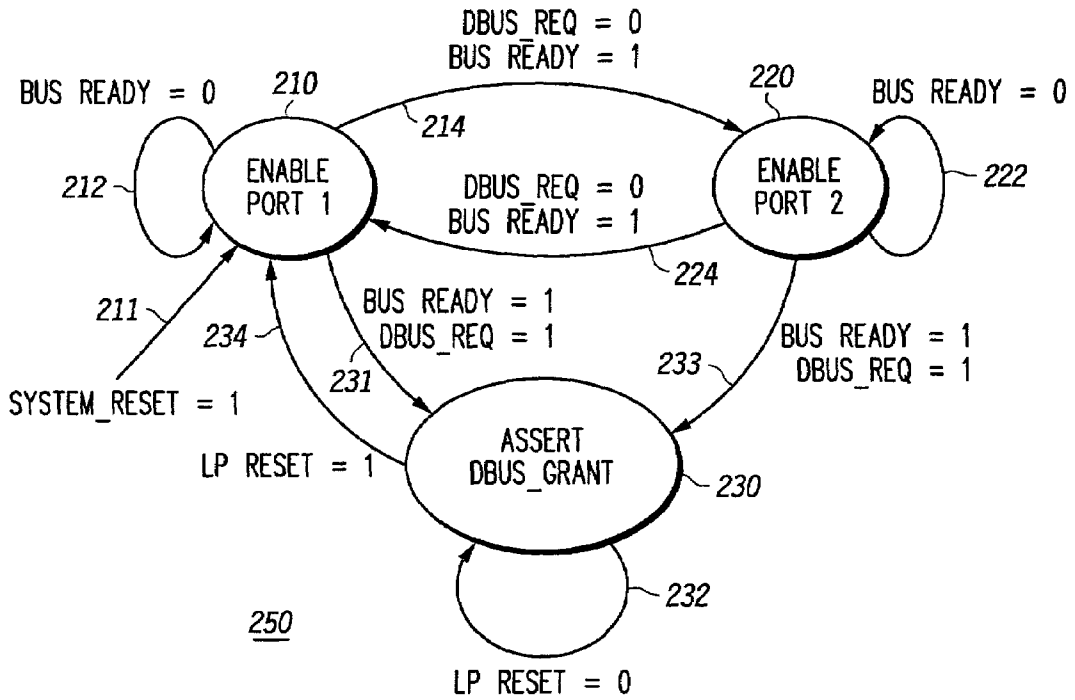 DBUS_REQ = 0
BUS READY = 1
BUS READY = 0
210
214
220
BUS READY = 0
212
ENABLE
PORT 1
DBUS_REQ = 0
BUS READY = 1
ENABLE
PORT 2
222
224
211
234
BUS READY = 1
DBUS_REQ = 1
231
BUS READY = 1
DBUS_REQ = 1
233
SYSTEM_RESET = 1
LP RESET = 1
ASSERT
DBUS_GRANT
230
232
250
LP RESET = 0